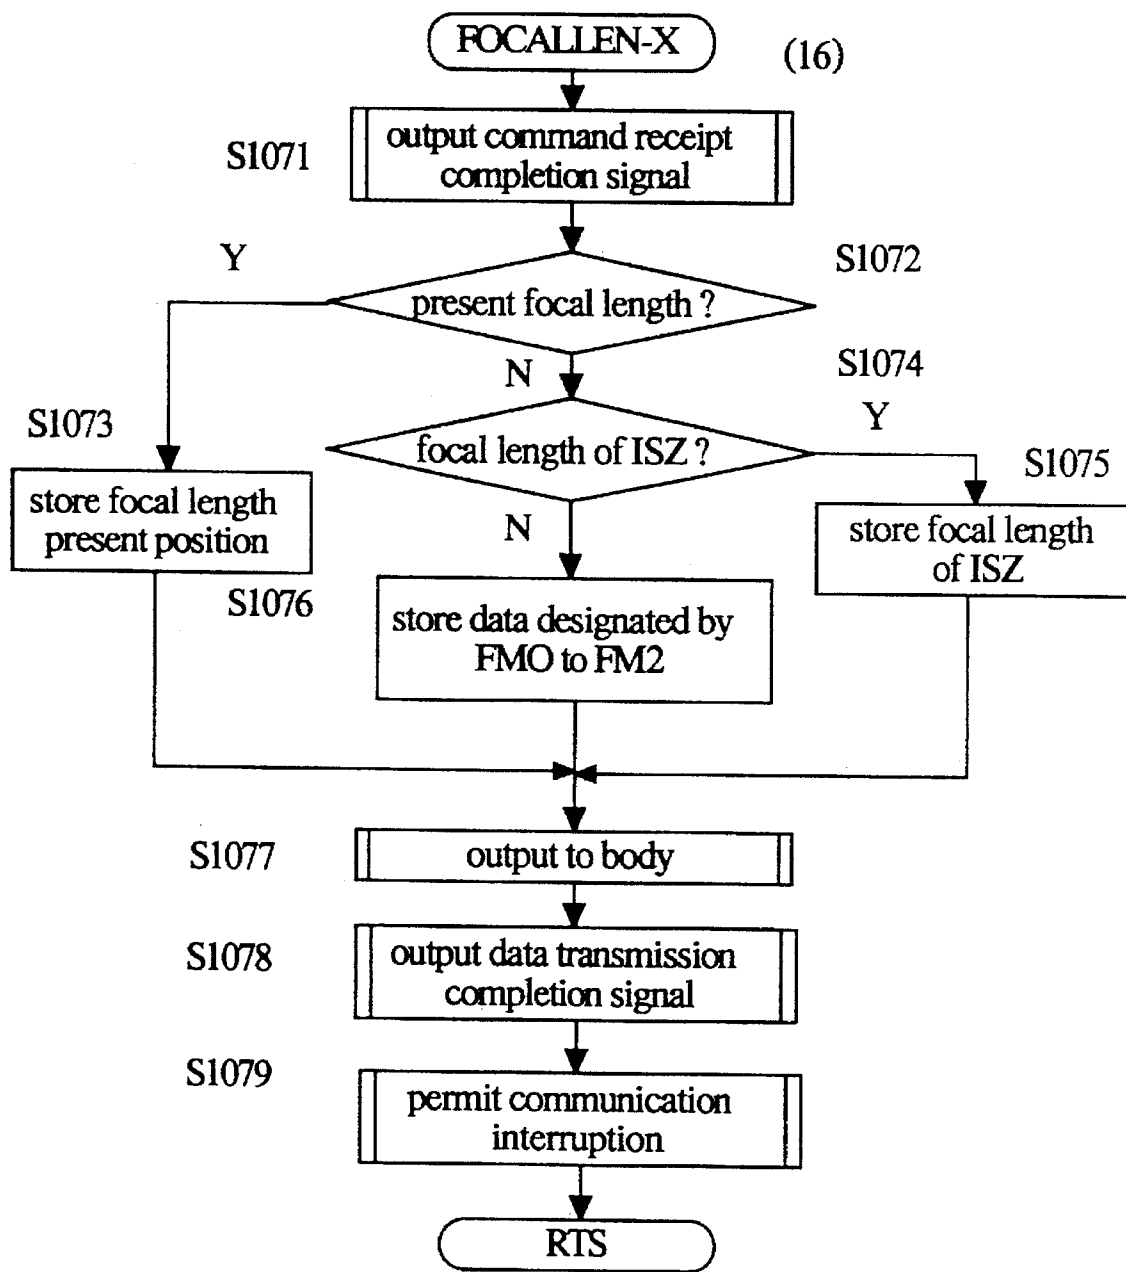 FOCALLEN-X
(16)
S1071
output command receipt
completion signal
Y
S1072
present focal length ?
N
S1074
S1073
Y
focal length of ISZ ?
S1075
store focal length
present position
N
store focal length
of ISZ
S1076
store data designated by
FMO to FM2
S1077
output to body
S1078
output data transmission
completion signal
S1079
permit communication
interruption
RTS